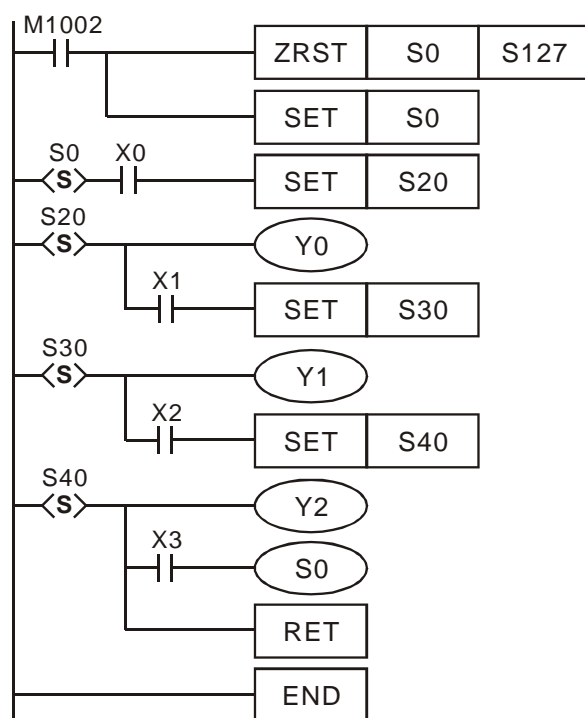 M1002
ZRST S0 S127
SET S0
S0 X0
S SET S20
S20
S Y0
X1
SET S30
S30
S Y1
X2
SET S40
S40
S Y2
X3
S0
RET
END